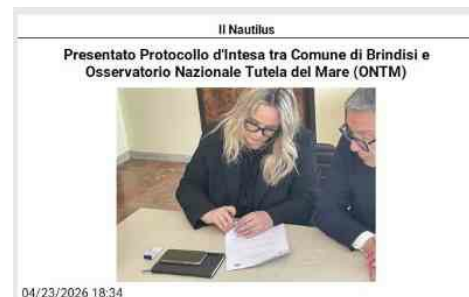 Il Nautilus
Presentato Protocollo d'Intesa tra Comune di Brindisi e
Osservatorio Nazionale Tutela del Mare (ONTM)
04/23/2026 18:34